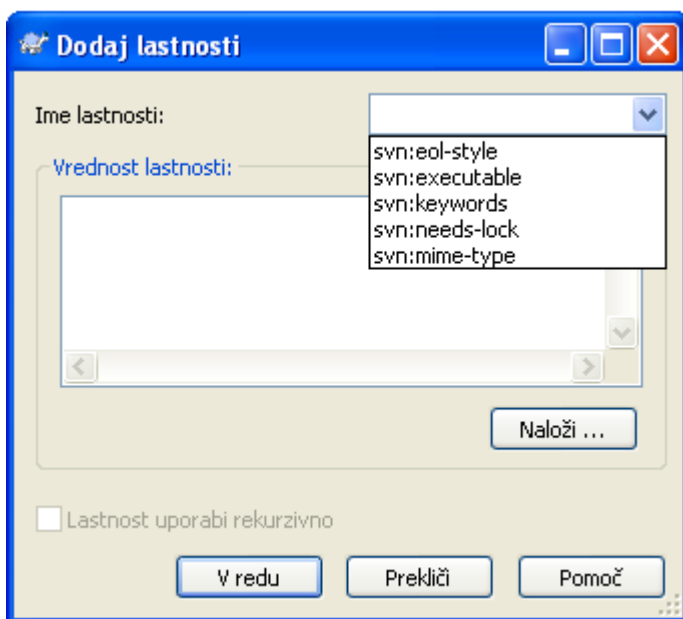 Dodaj lastnosti
Ime lastnosti:
svn:eol-style
svn:executable
svn:keywords
svn:needs-lock
svn:mime-type
Vrednost lastnosti:
Naloži ...
Lastnost uporabi rekurzivno
V redu
Prekliči
Pomoč